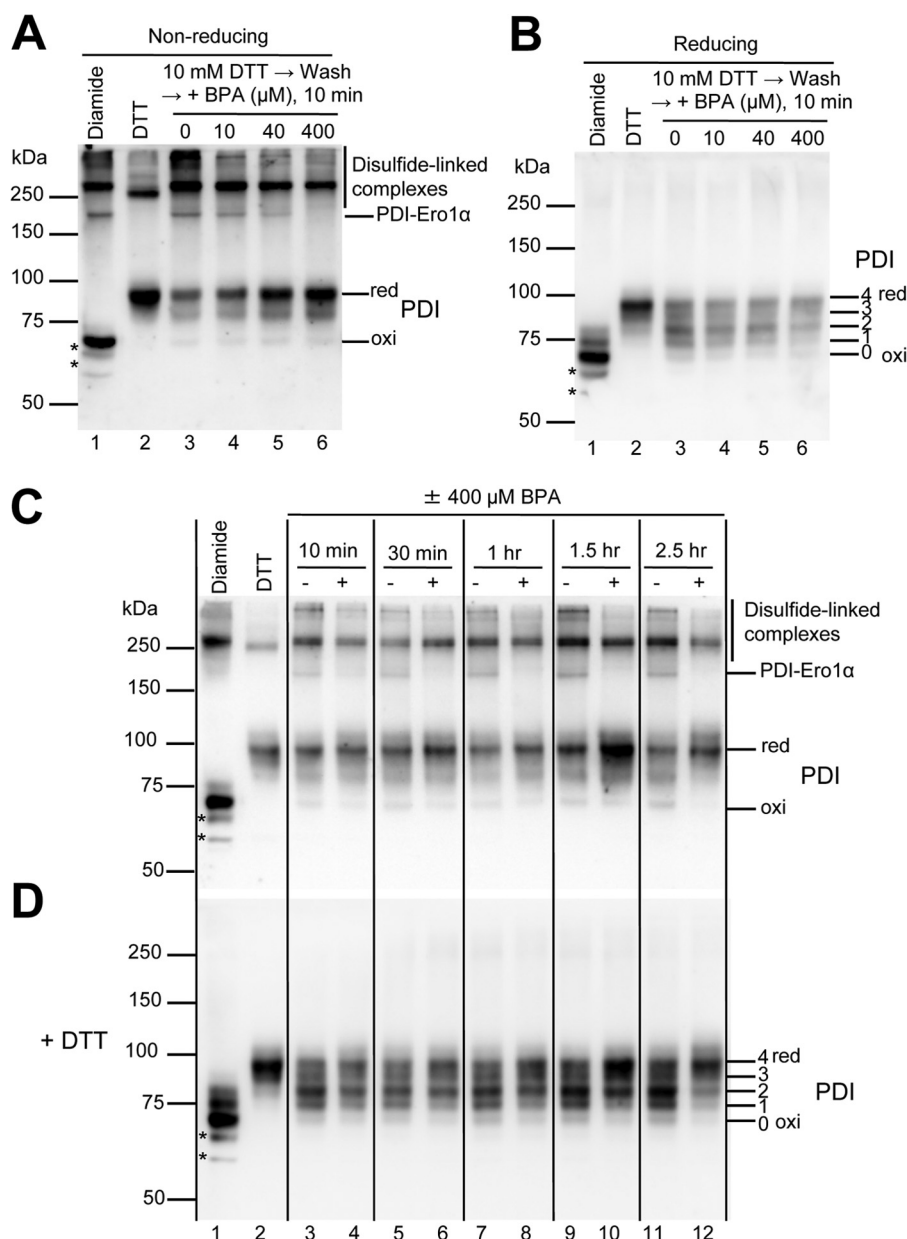 A
Non-reducing
10 mM DTT → Wash
→ + BPA (µM), 10 min
Diamide
DTT
0 10 40 400
kDa
250
150
100
75
50
Disulfide-linked
complexes
PDI-Ero1α
red
PDI
oxi
*
*
1 2 3 4 5 6
B
Reducing
10 mM DTT → Wash
→ + BPA (µM), 10 min
Diamide
DTT
0 10 40 400
kDa
250
150
100
75
50
PDI
4 red
3
2
1
0 oxi
*
*
1 2 3 4 5 6
C
± 400 µM BPA
Diamide
DTT
10 min 30 min 1 hr 1.5 hr 2.5 hr
- + - + - + - + - +
kDa
250
150
100
75
50
Disulfide-linked
complexes
PDI-Ero1α
red
PDI
oxi
*
*
D
+ DTT
250
150
100
75
50
4 red
3
2
1
0 oxi
PDI
*
*
1 2 3 4 5 6 7 8 9 10 11 12